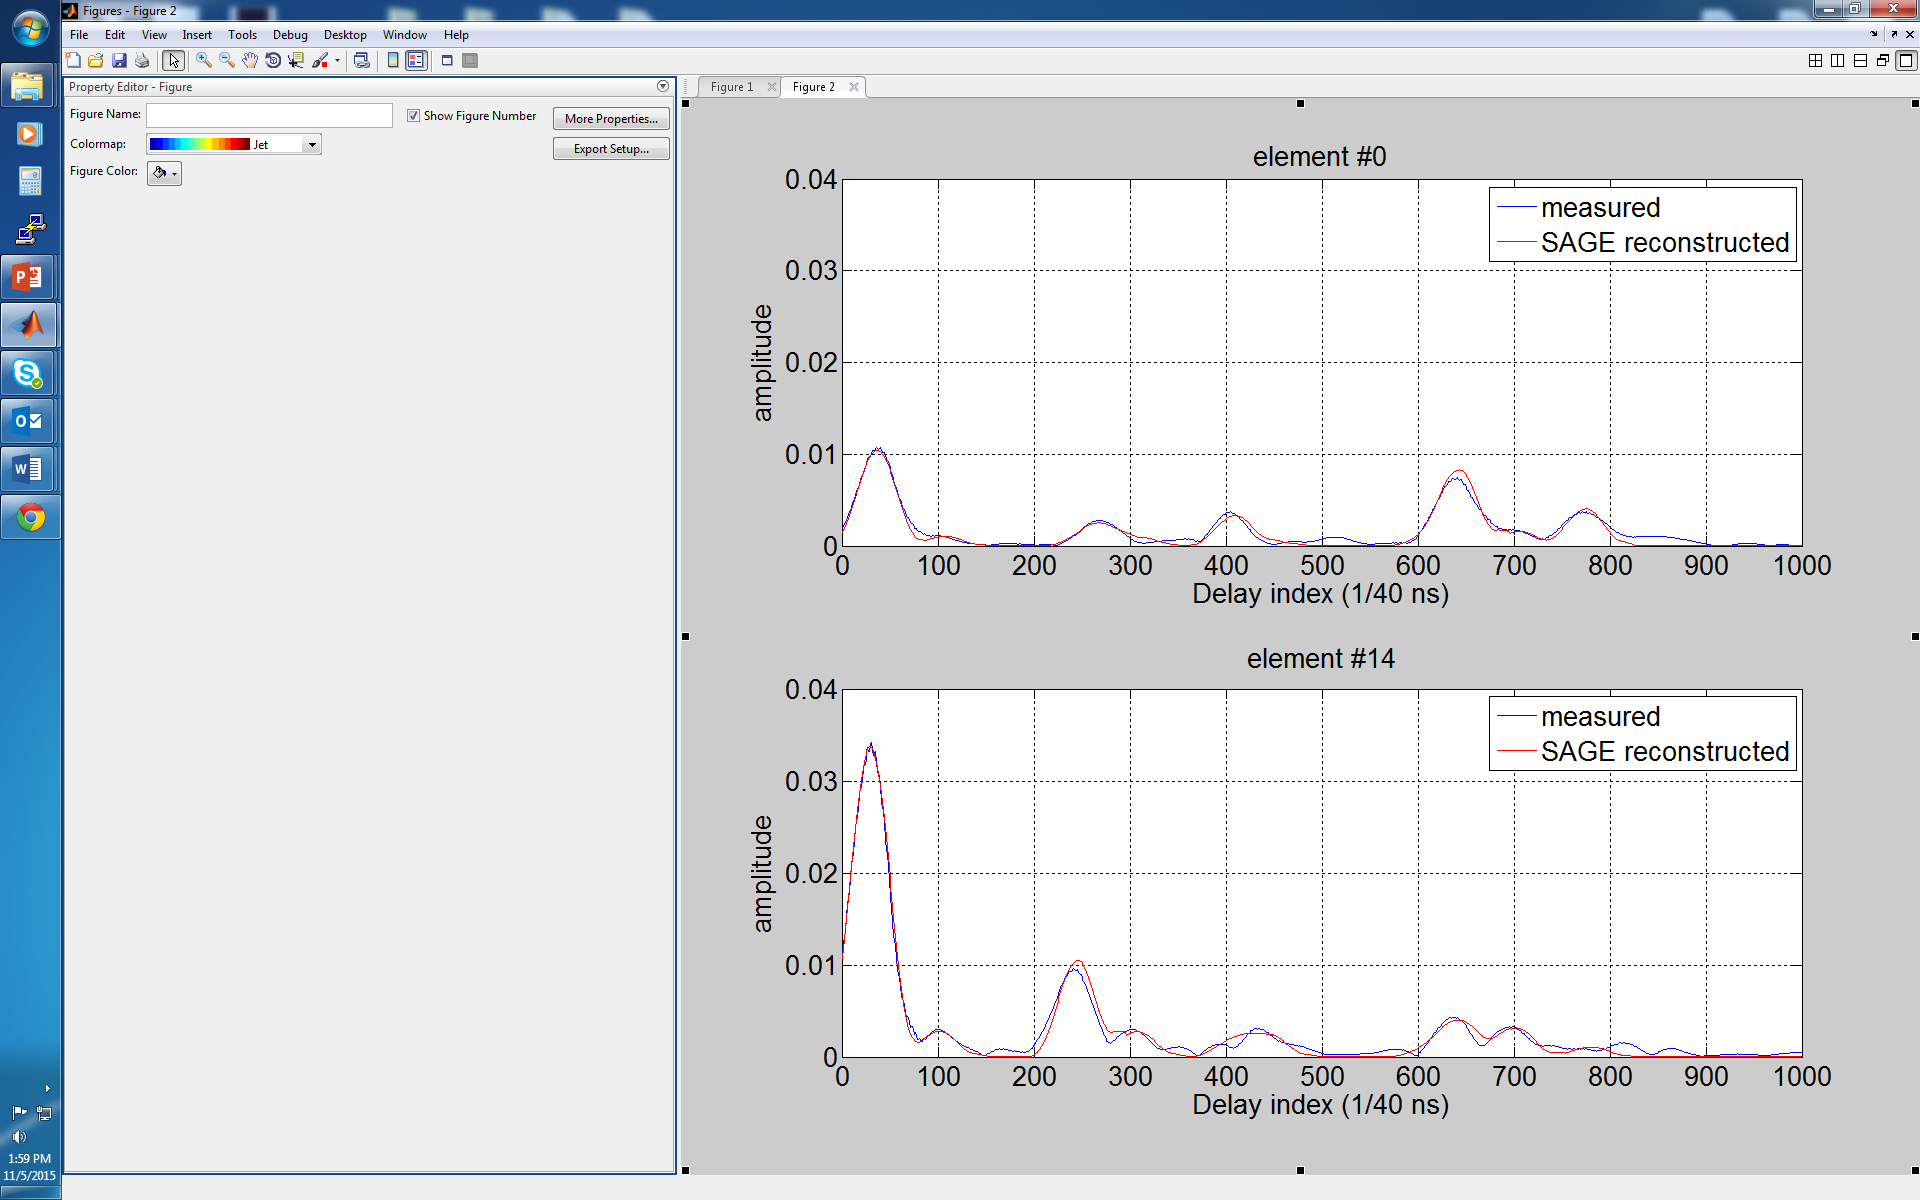 Figures - Figure 2
File Edit View Insert Tools Debug Desktop Window Help
Property Editor - Figure
Figure Name:
Show Figure Number
More Properties...
Colormap:
Jet
Export Setup...
Figure Color:
Figure 1
Figure 2
element #0
0.04
0.03
0.02
0.01
0
amplitude
measured
SAGE reconstructed
0 100 200 300 400 500 600 700 800 900 1000
Delay index (1/40 ns)
element #14
0.04
0.03
0.02
0.01
0
amplitude
measured
SAGE reconstructed
0 100 200 300 400 500 600 700 800 900 1000
Delay index (1/40 ns)
1:59 PM
11/5/2015